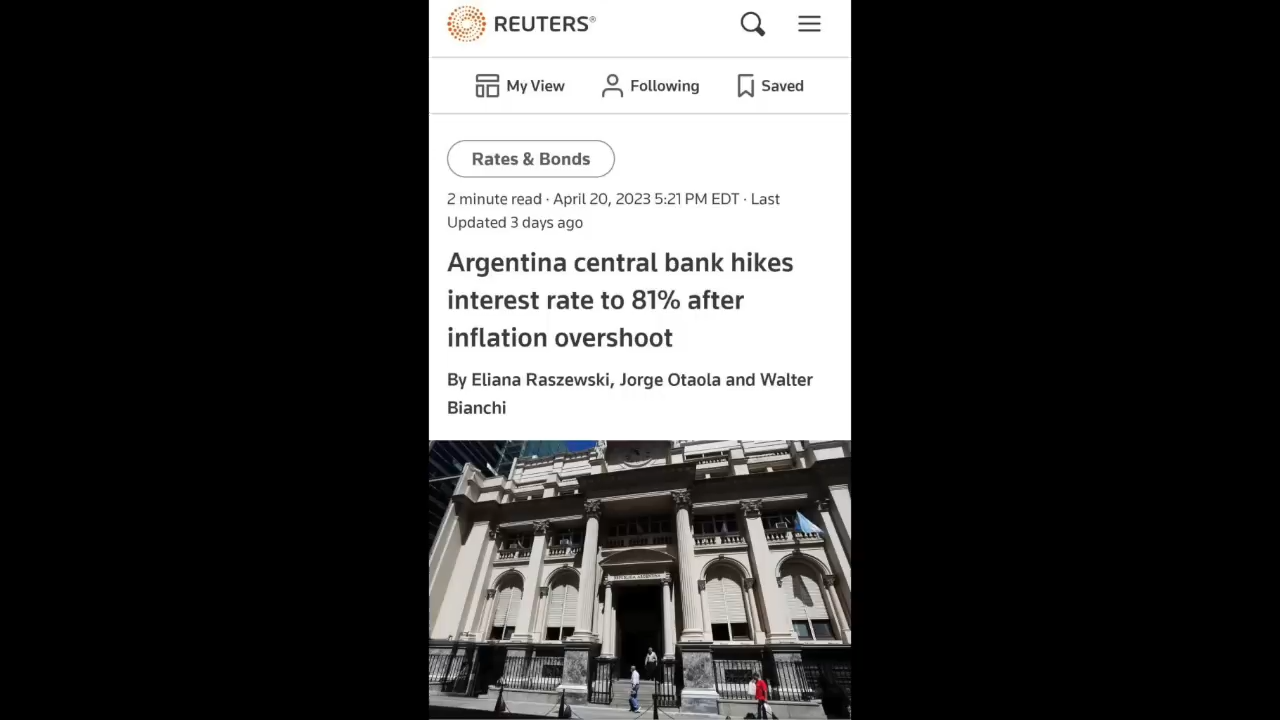 REUTERS®
My View
Following
Saved
Rates & Bonds
2 minute read · April 20, 2023 5:21 PM EDT · Last
Updated 3 days ago
Argentina central bank hikes
interest rate to 81% after
inflation overshoot
By Eliana Raszewski, Jorge Otaola and Walter
Bianchi
REPUBLICA ARGENTINA